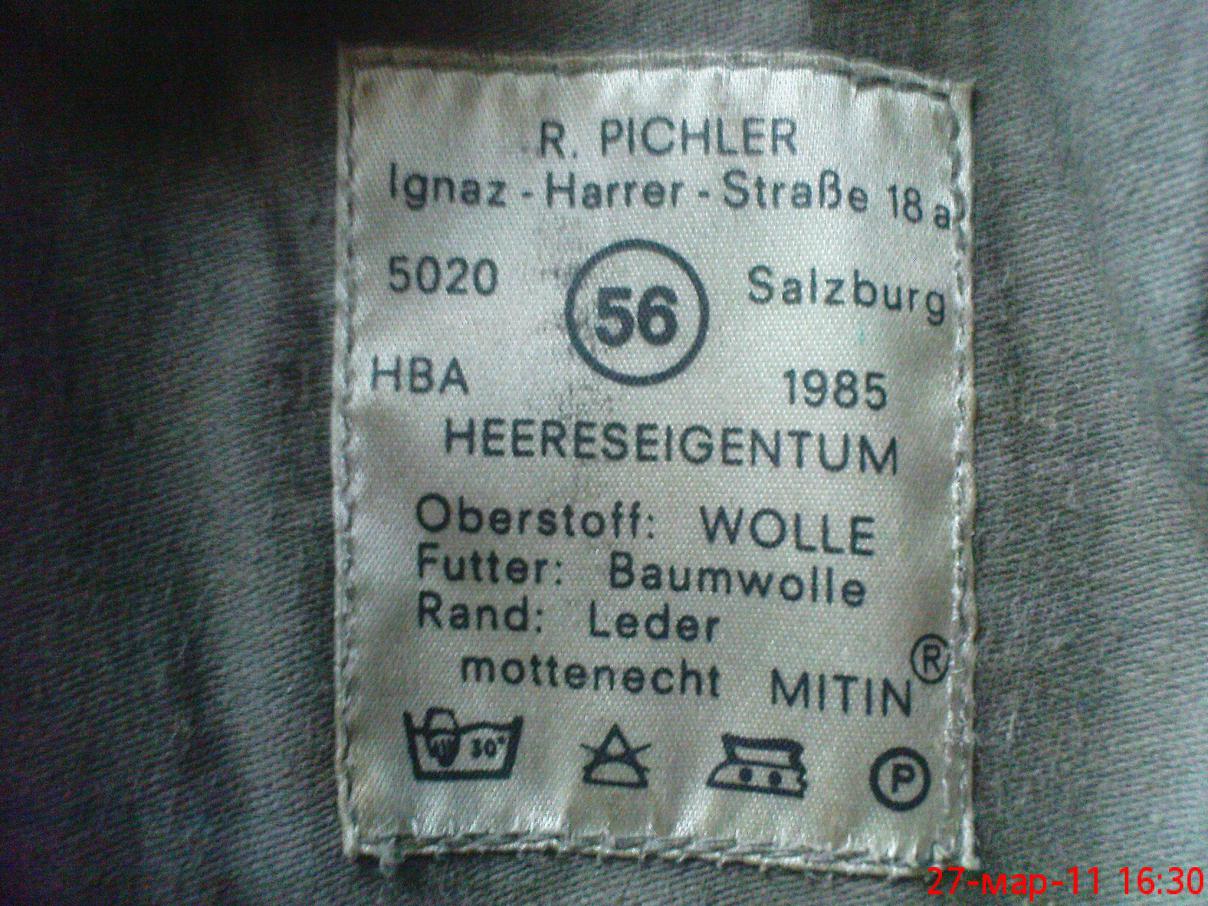 R. PICHLER
Ignaz - Harrer - Straße 18 a
5020 56 Salzburg
HBA 1985
HEERESEIGENTUM
Oberstoff: WOLLE
Futter: Baumwolle
Rand: Leder
mottenecht MITIN®
30° P
27-мар-11 16:30